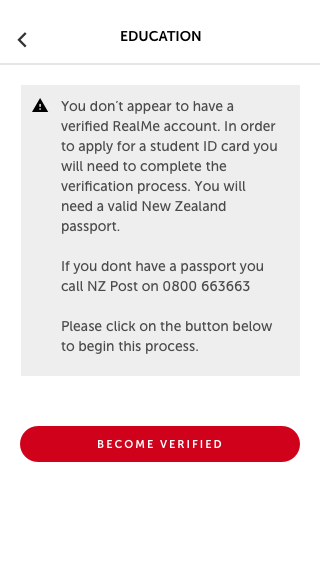 EDUCATION
You don't appear to have a
verified RealMe account. In order
to apply for a student ID card you
will need to complete the
verification process. You will
need a valid New Zealand
passport.
If you dont have a passport you
call NZ Post on 0800 663663
Please click on the button below
to begin this process.
BECOME VERIFIED